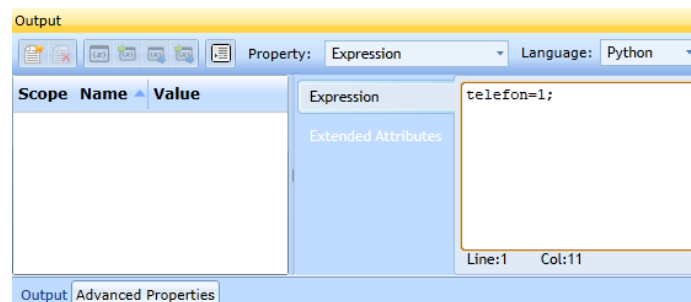 Output
Property: Expression Language: Python
Scope Name Value
Expression
Extended Attributes
telefon=1;
Line:1 Col:11
Output Advanced Properties